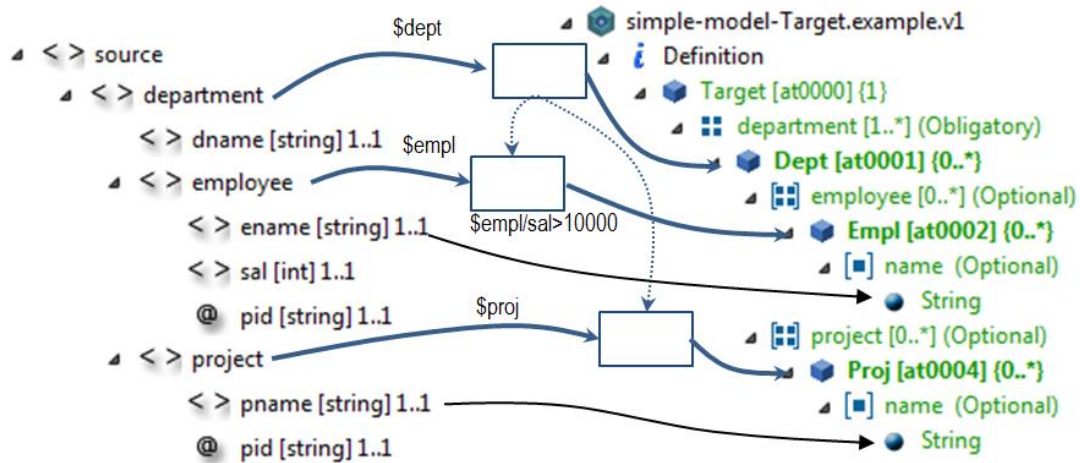 $dept
simple-model-Target.example.v1
< > source
i Definition
< > department
Target [at0000] {1}
department [1..*] (Obligatory)
< > dname [string] 1..1
$empl
Dept [at0001] {0..*}
< > employee
employee [0..*] (Optional)
$empl/sal>10000
< > ename [string] 1..1
Empl [at0002] {0..*}
< > sal [int] 1..1
name (Optional)
String
@ pid [string] 1..1
$proj
project [0..*] (Optional)
< > project
Proj [at0004] {0..*}
< > pname [string] 1..1
name (Optional)
@ pid [string] 1..1
String